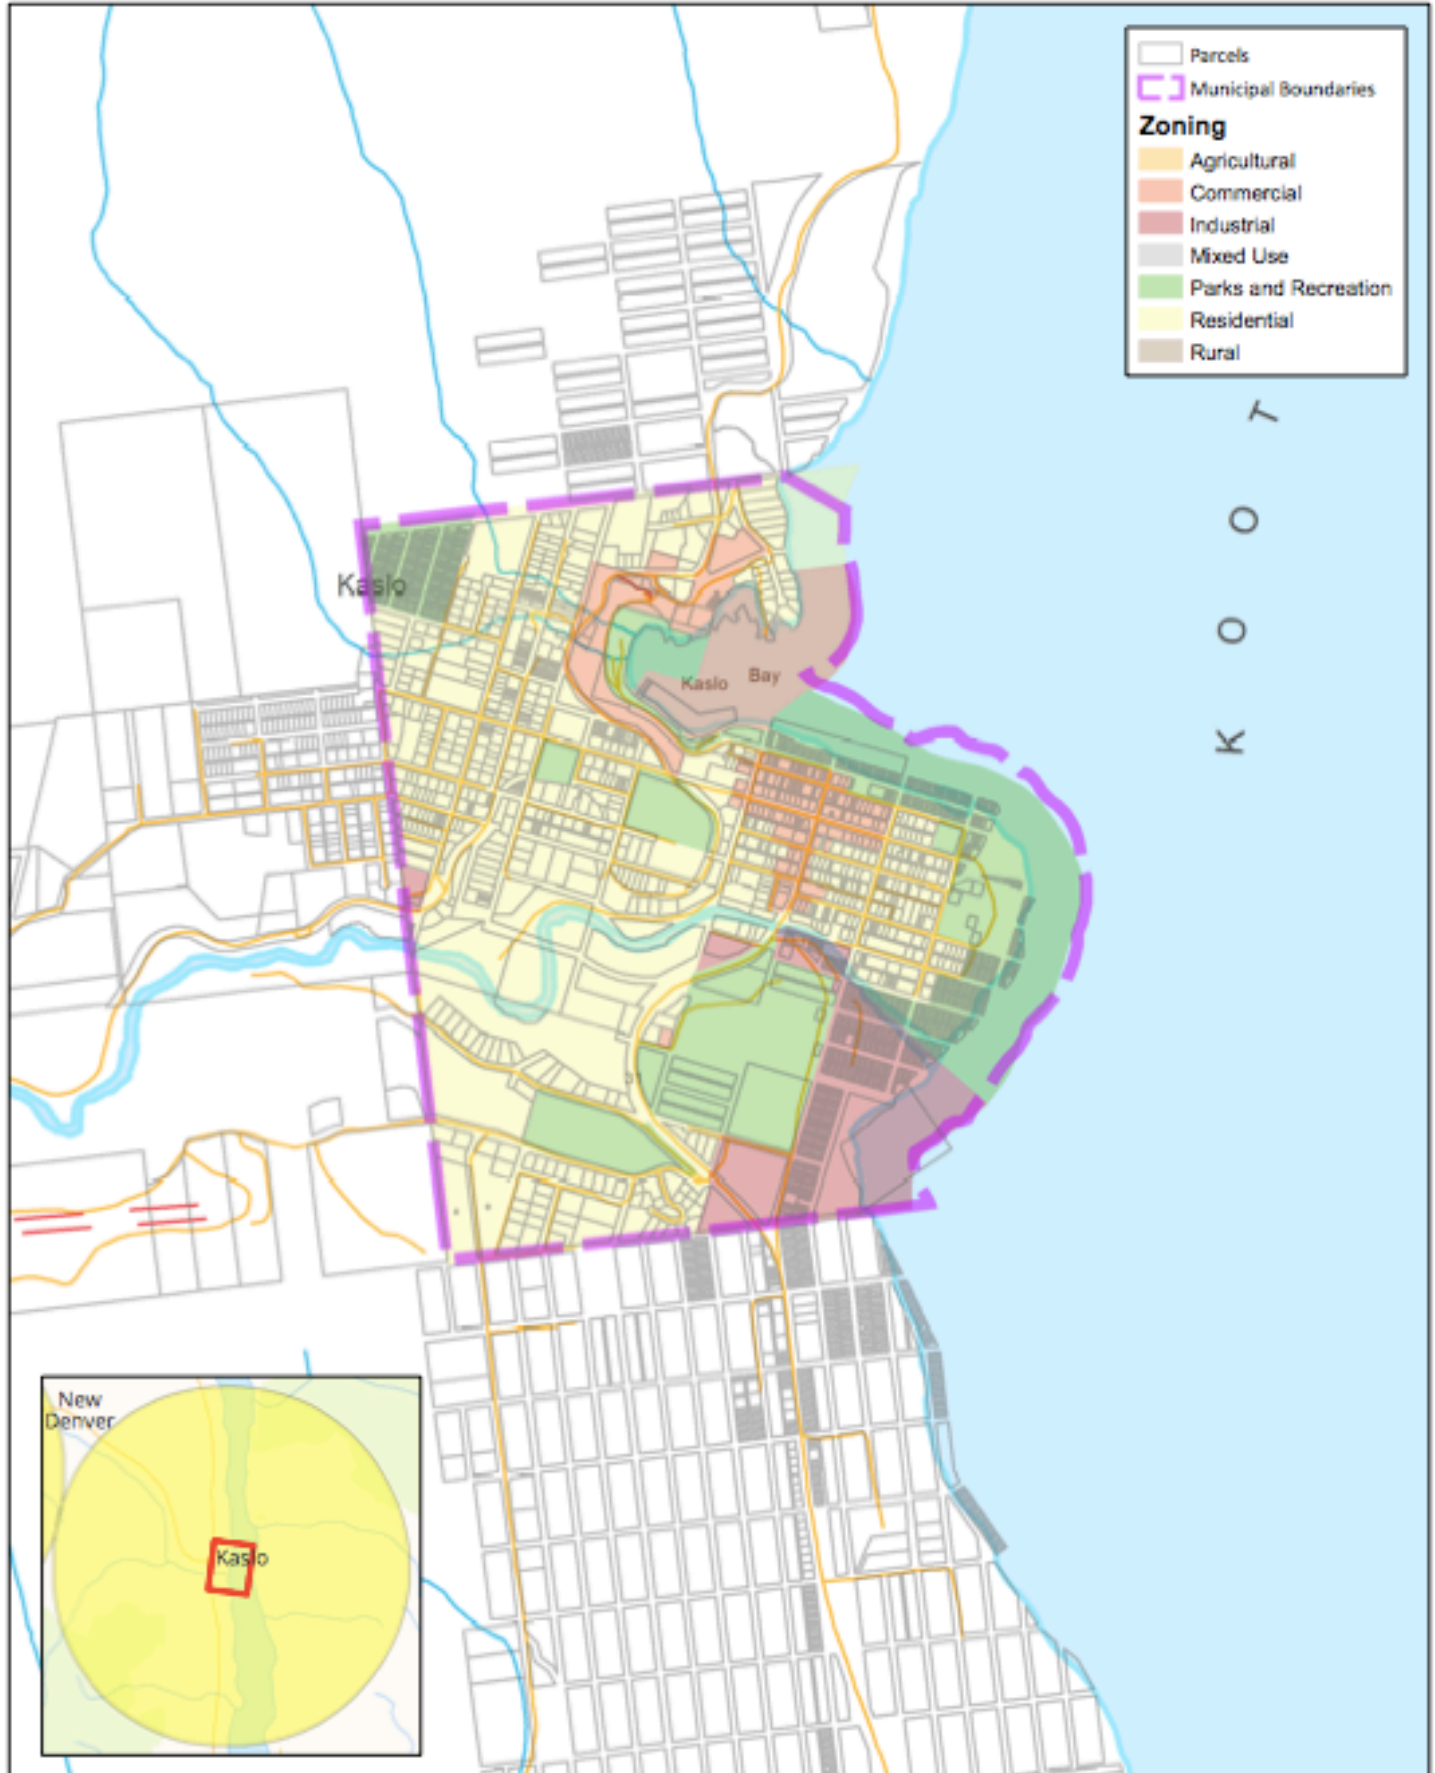 Parcels
Municipal Boundaries
Zoning
Agricultural
Commercial
Industrial
Mixed Use
Parks and Recreation
Residential
Rural
K O O T
Kaslo
Kaslo Bay
New
Denver
Kaslo